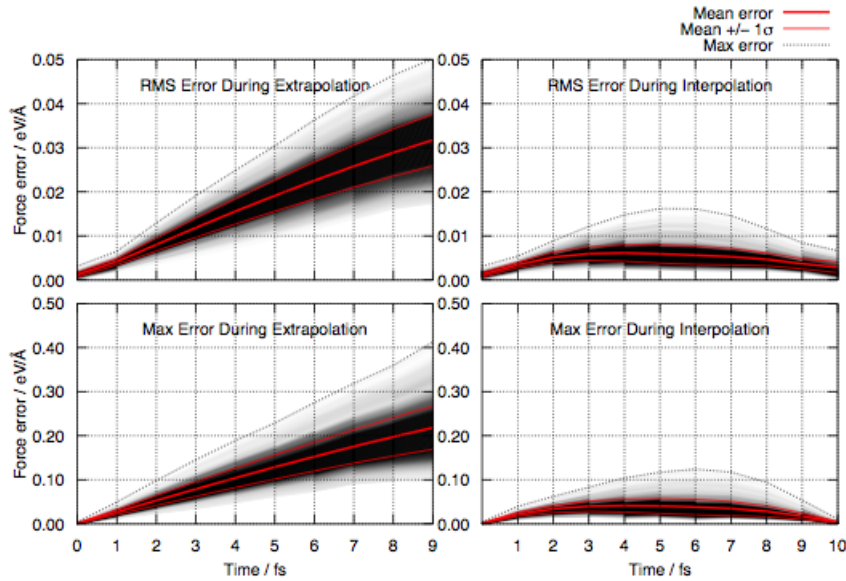 Mean error
Mean +/− 1σ
Max error
RMS Error During Extrapolation
Force error / eV/Å
0.05
0.04
0.03
0.02
0.01
0.00
RMS Error During Interpolation
0.05
0.04
0.03
0.02
0.01
0.00
Max Error During Extrapolation
Force error / eV/Å
0.50
0.40
0.30
0.20
0.10
0.00
0 1 2 3 4 5 6 7 8 9
Time / fs
Max Error During Interpolation
0.50
0.40
0.30
0.20
0.10
0.00
1 2 3 4 5 6 7 8 9 10
Time / fs